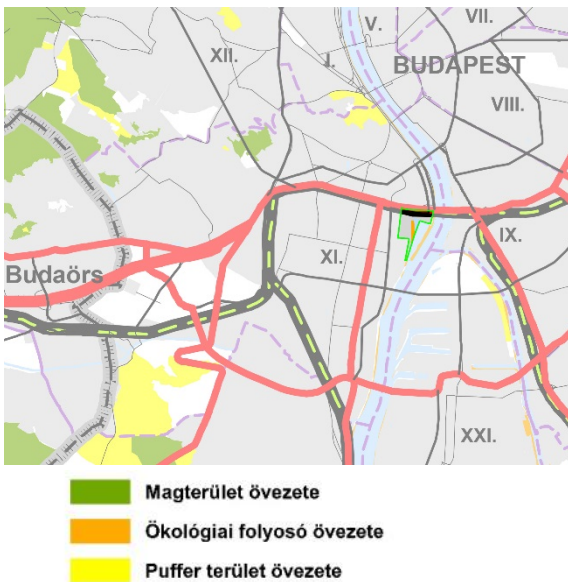 V.
VII.
XII.
I.
BUDAPEST
VIII.
IX.
XI.
Budaörs
XXI.
Magterület övezete
Ökológiai folyosó övezete
Puffer terület övezete